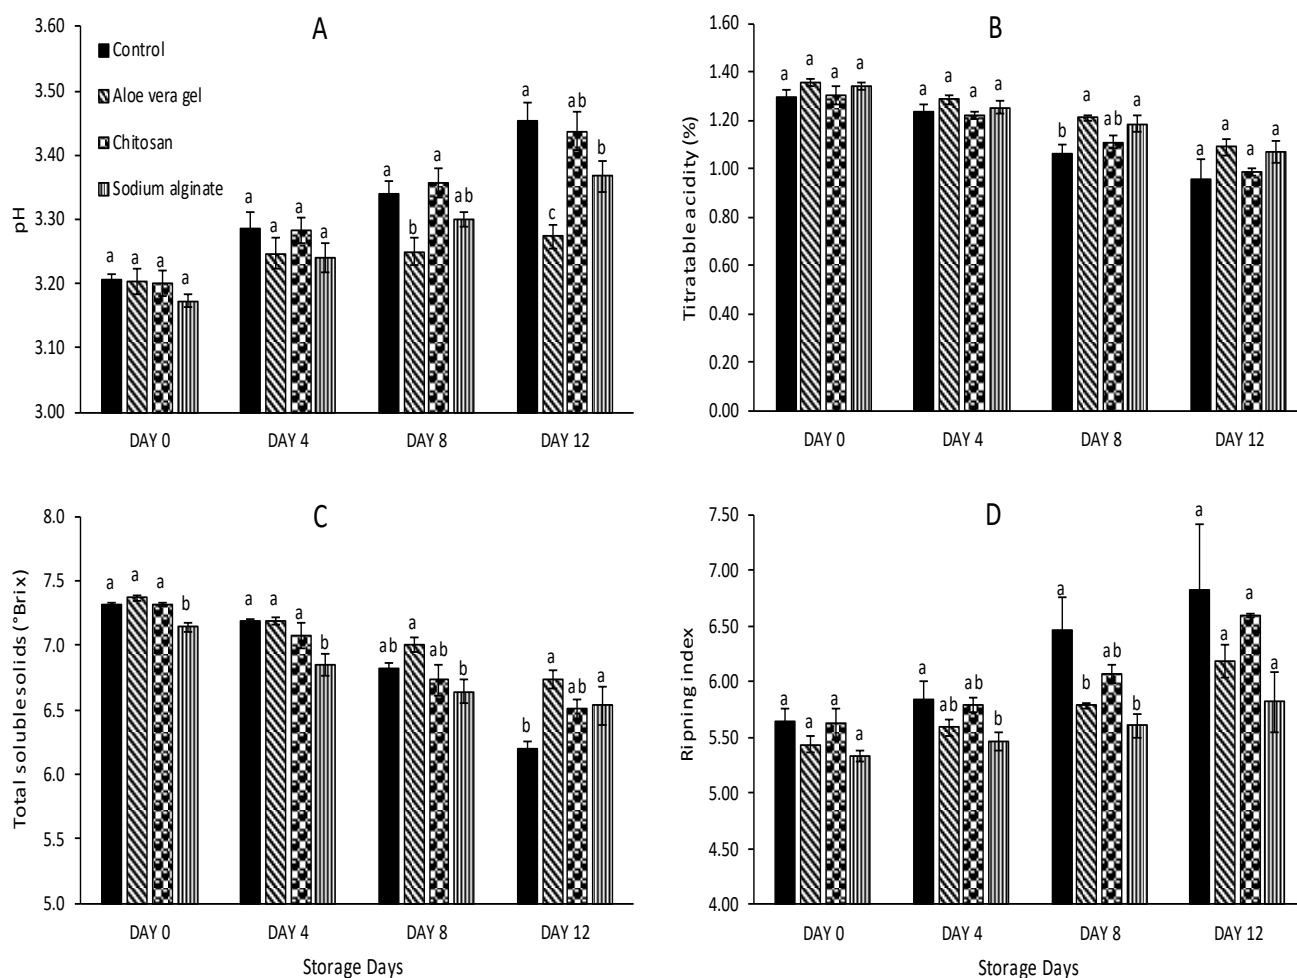 A
3.60
3.50
3.40
3.30
3.20
3.10
3.00
pH
Control
Aloe vera gel
Chitosan
Sodium alginate
a a a a
a a a a
a b a ab
a c ab b
DAY 0 DAY 4 DAY 8 DAY 12
B
1.60
1.40
1.20
1.00
0.80
0.60
0.40
0.20
0.00
Titratable acidity (%)
a a a a
a a a a
b a ab a
a a a a
DAY 0 DAY 4 DAY 8 DAY 12
C
8.0
7.5
7.0
6.5
6.0
5.5
5.0
Total soluble solids (°Brix)
a a a b
a a a b
ab a ab b
b a ab a
DAY 0 DAY 4 DAY 8 DAY 12
Storage Days
D
7.50
7.00
6.50
6.00
5.50
5.00
4.50
4.00
Ripning index
a a a a
a ab ab b
a b ab b
a a a a
DAY 0 DAY 4 DAY 8 DAY 12
Storage Days